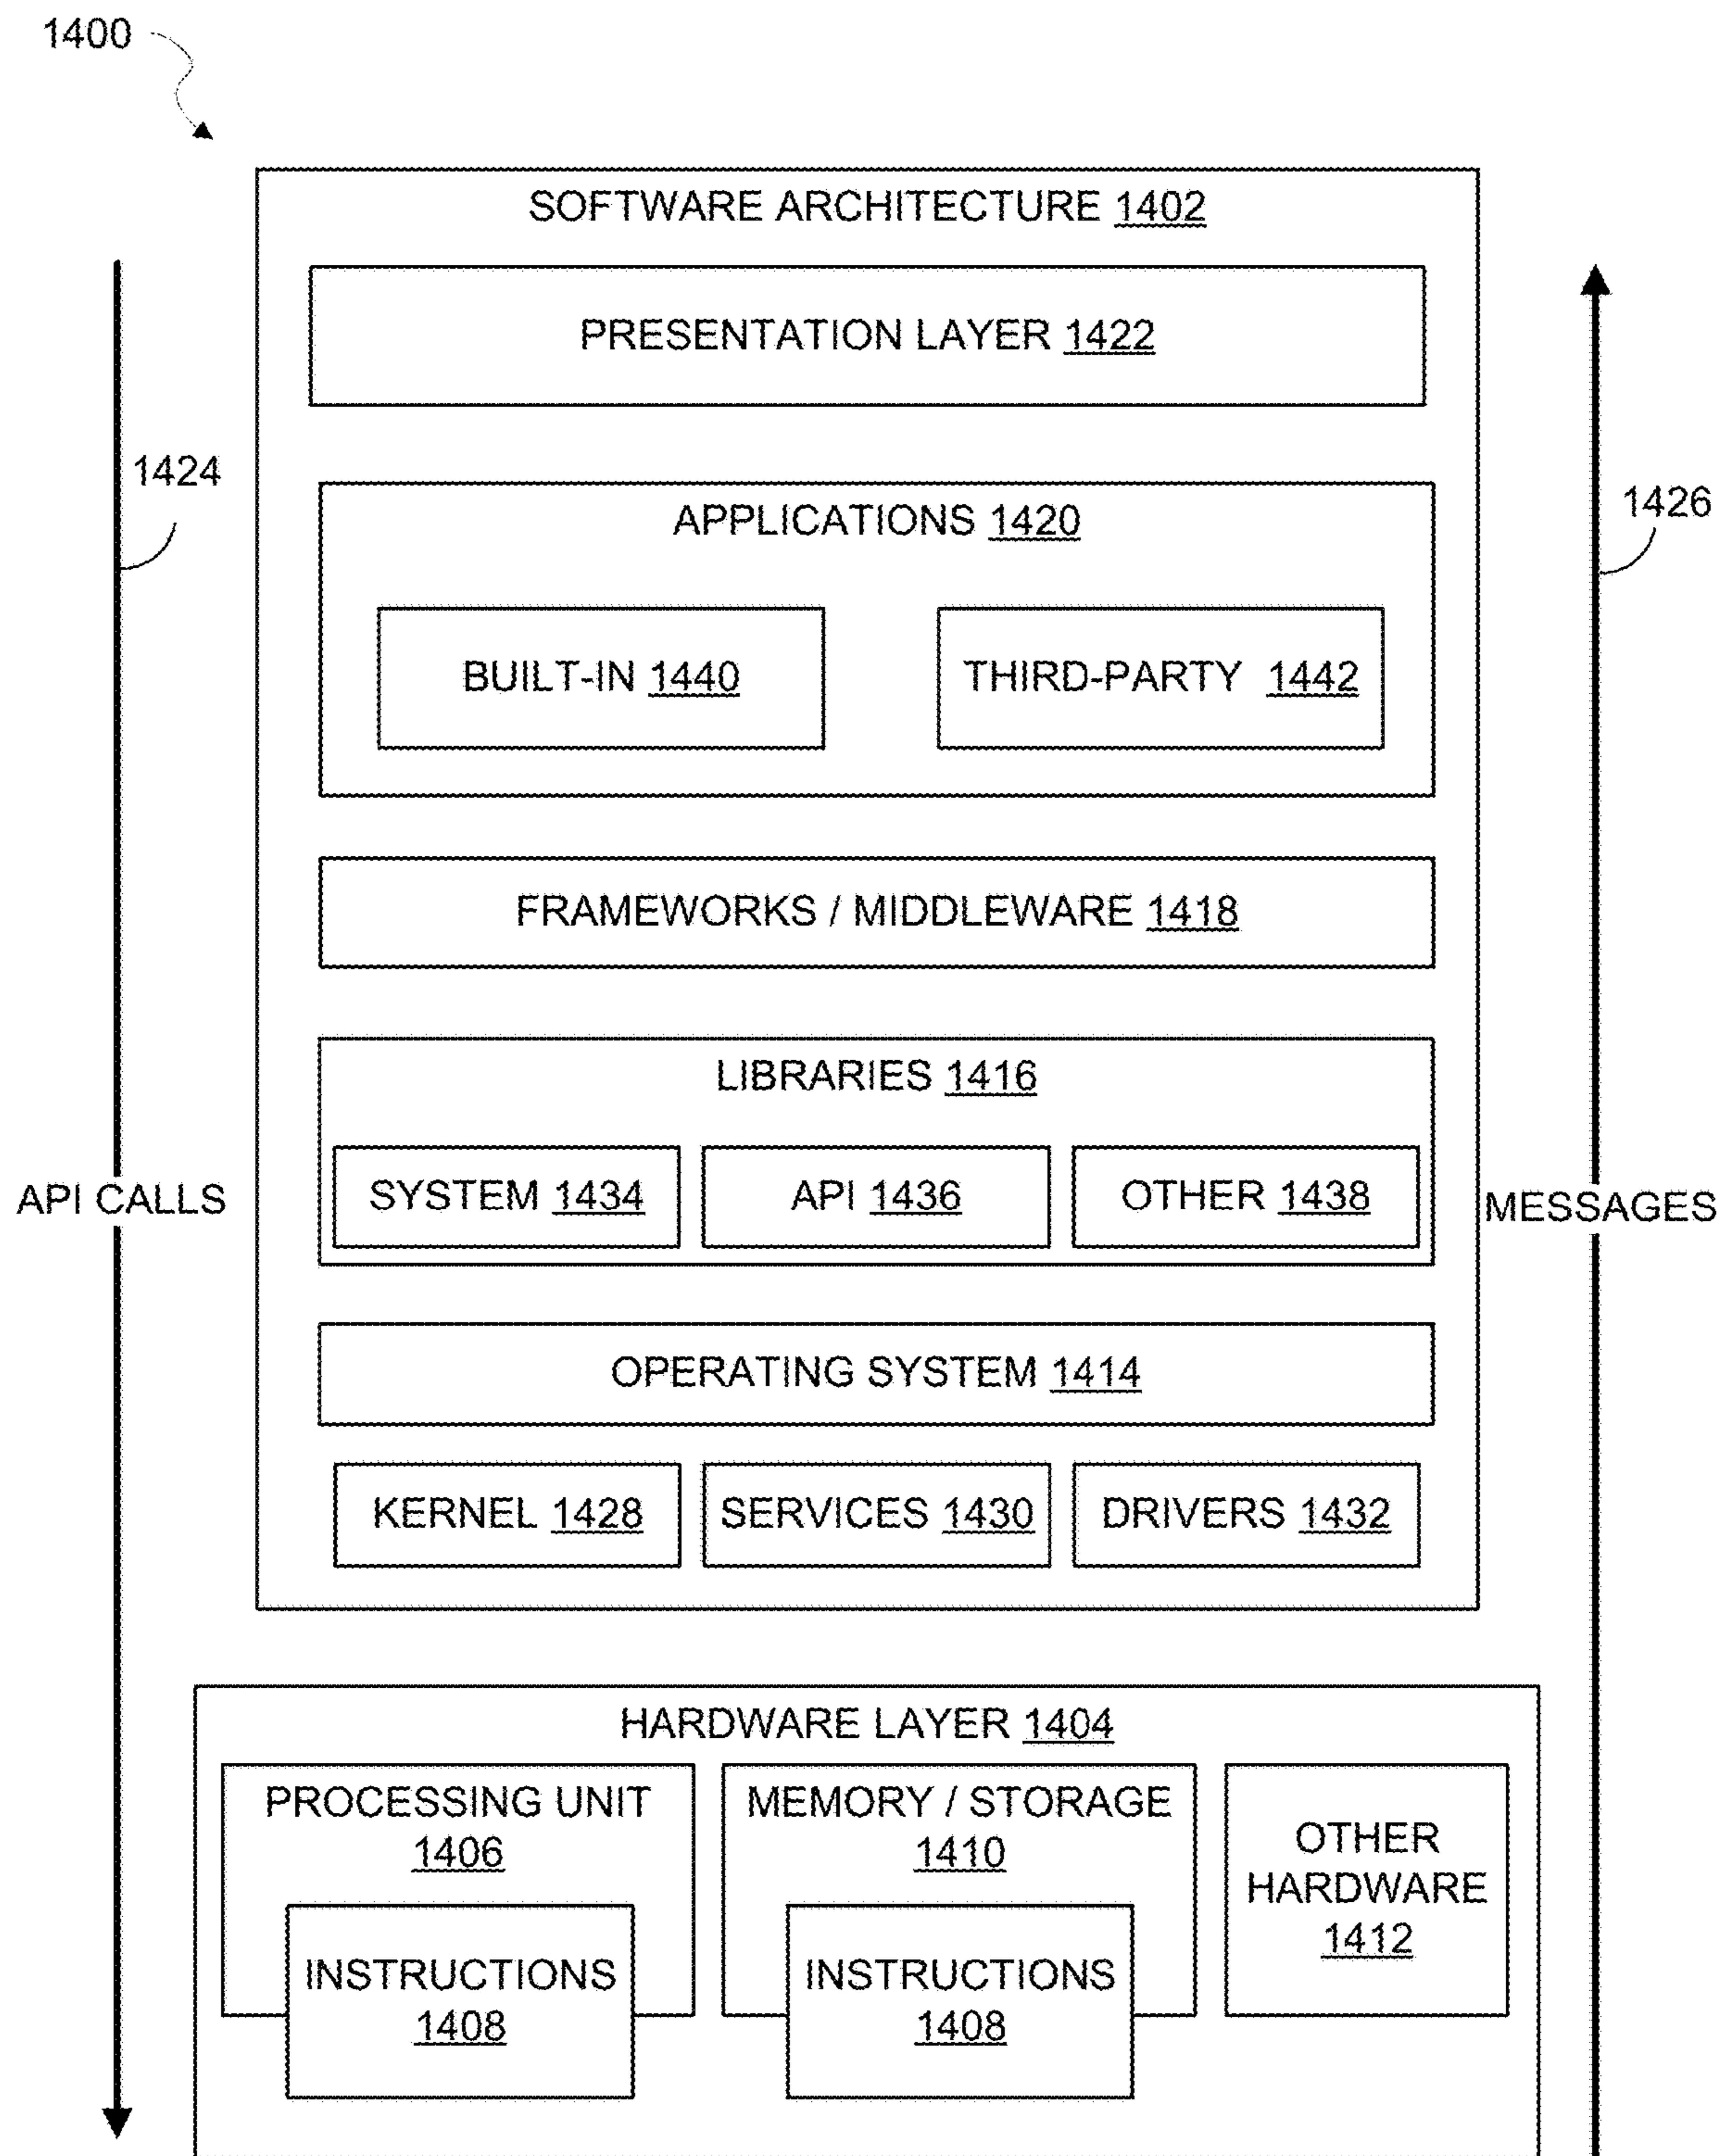 1400
SOFTWARE ARCHITECTURE 1402
PRESENTATION LAYER 1422
1424
1426
APPLICATIONS 1420
BUILT-IN 1440
THIRD-PARTY 1442
FRAMEWORKS / MIDDLEWARE 1418
LIBRARIES 1416
SYSTEM 1434
API 1436
OTHER 1438
API CALLS
MESSAGES
OPERATING SYSTEM 1414
KERNEL 1428
SERVICES 1430
DRIVERS 1432
HARDWARE LAYER 1404
PROCESSING UNIT
1406
INSTRUCTIONS
1408
MEMORY / STORAGE
1410
INSTRUCTIONS
1408
OTHER
HARDWARE
1412